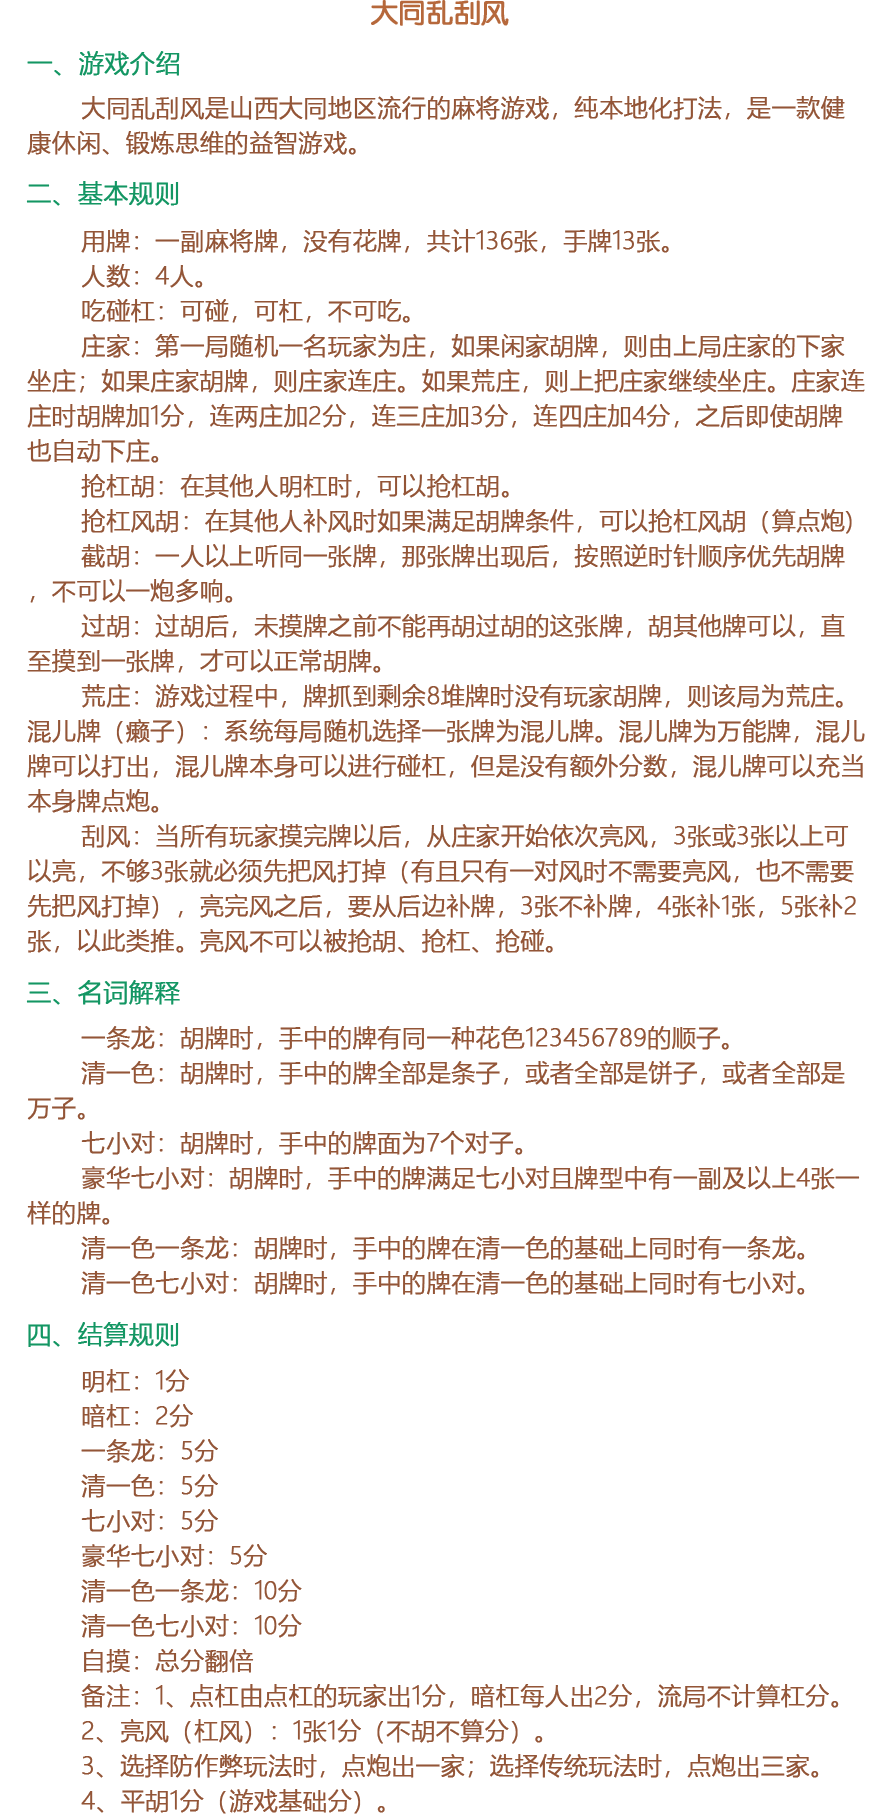 大同乱刮风
一、游戏介绍
大同乱刮风是山西大同地区流行的麻将游戏，纯本地化打法，是一款健
康休闲、锻炼思维的益智游戏。
二、基本规则
用牌：一副麻将牌，没有花牌，共计136张，手牌13张。
人数：4人。
吃碰杠：可碰，可杠，不可吃。
庄家：第一局随机一名玩家为庄，如果闲家胡牌，则由上局庄家的下家
坐庄；如果庄家胡牌，则庄家连庄。如果荒庄，则上把庄家继续坐庄。庄家连
庄时胡牌加1分，连两庄加2分，连三庄加3分，连四庄加4分，之后即使胡牌
也自动下庄。
抢杠胡：在其他人明杠时，可以抢杠胡。
抢杠风胡：在其他人补风时如果满足胡牌条件，可以抢杠风胡（算点炮)
截胡：一人以上听同一张牌，那张牌出现后，按照逆时针顺序优先胡牌
，不可以一炮多响。
过胡：过胡后，未摸牌之前不能再胡过胡的这张牌，胡其他牌可以，直
至摸到一张牌，才可以正常胡牌。
荒庄：游戏过程中，牌抓到剩余8堆牌时没有玩家胡牌，则该局为荒庄。
混儿牌（癞子）：系统每局随机选择一张牌为混儿牌。混儿牌为万能牌，混儿
牌可以打出，混儿牌本身可以进行碰杠，但是没有额外分数，混儿牌可以充当
本身牌点炮。
刮风：当所有玩家摸完牌以后，从庄家开始依次亮风，3张或3张以上可
以亮，不够3张就必须先把风打掉（有且只有一对风时不需要亮风，也不需要
先把风打掉），亮完风之后，要从后边补牌，3张不补牌，4张补1张，5张补2
张，以此类推。亮风不可以被抢胡、抢杠、抢碰。
三、名词解释
一条龙：胡牌时，手中的牌有同一种花色123456789的顺子。
清一色：胡牌时，手中的牌全部是条子，或者全部是饼子，或者全部是
万子。
七小对：胡牌时，手中的牌面为7个对子。
豪华七小对：胡牌时，手中的牌满足七小对且牌型中有一副及以上4张一
样的牌。
清一色一条龙：胡牌时，手中的牌在清一色的基础上同时有一条龙。
清一色七小对：胡牌时，手中的牌在清一色的基础上同时有七小对。
四、结算规则
明杠：1分
暗杠：2分
一条龙：5分
清一色：5分
七小对：5分
豪华七小对：5分
清一色一条龙：10分
清一色七小对：10分
自摸：总分翻倍
备注：1、点杠由点杠的玩家出1分，暗杠每人出2分，流局不计算杠分。
2、亮风（杠风）：1张1分（不胡不算分）。
3、选择防作弊玩法时，点炮出一家；选择传统玩法时，点炮出三家。
4、平胡1分（游戏基础分）。